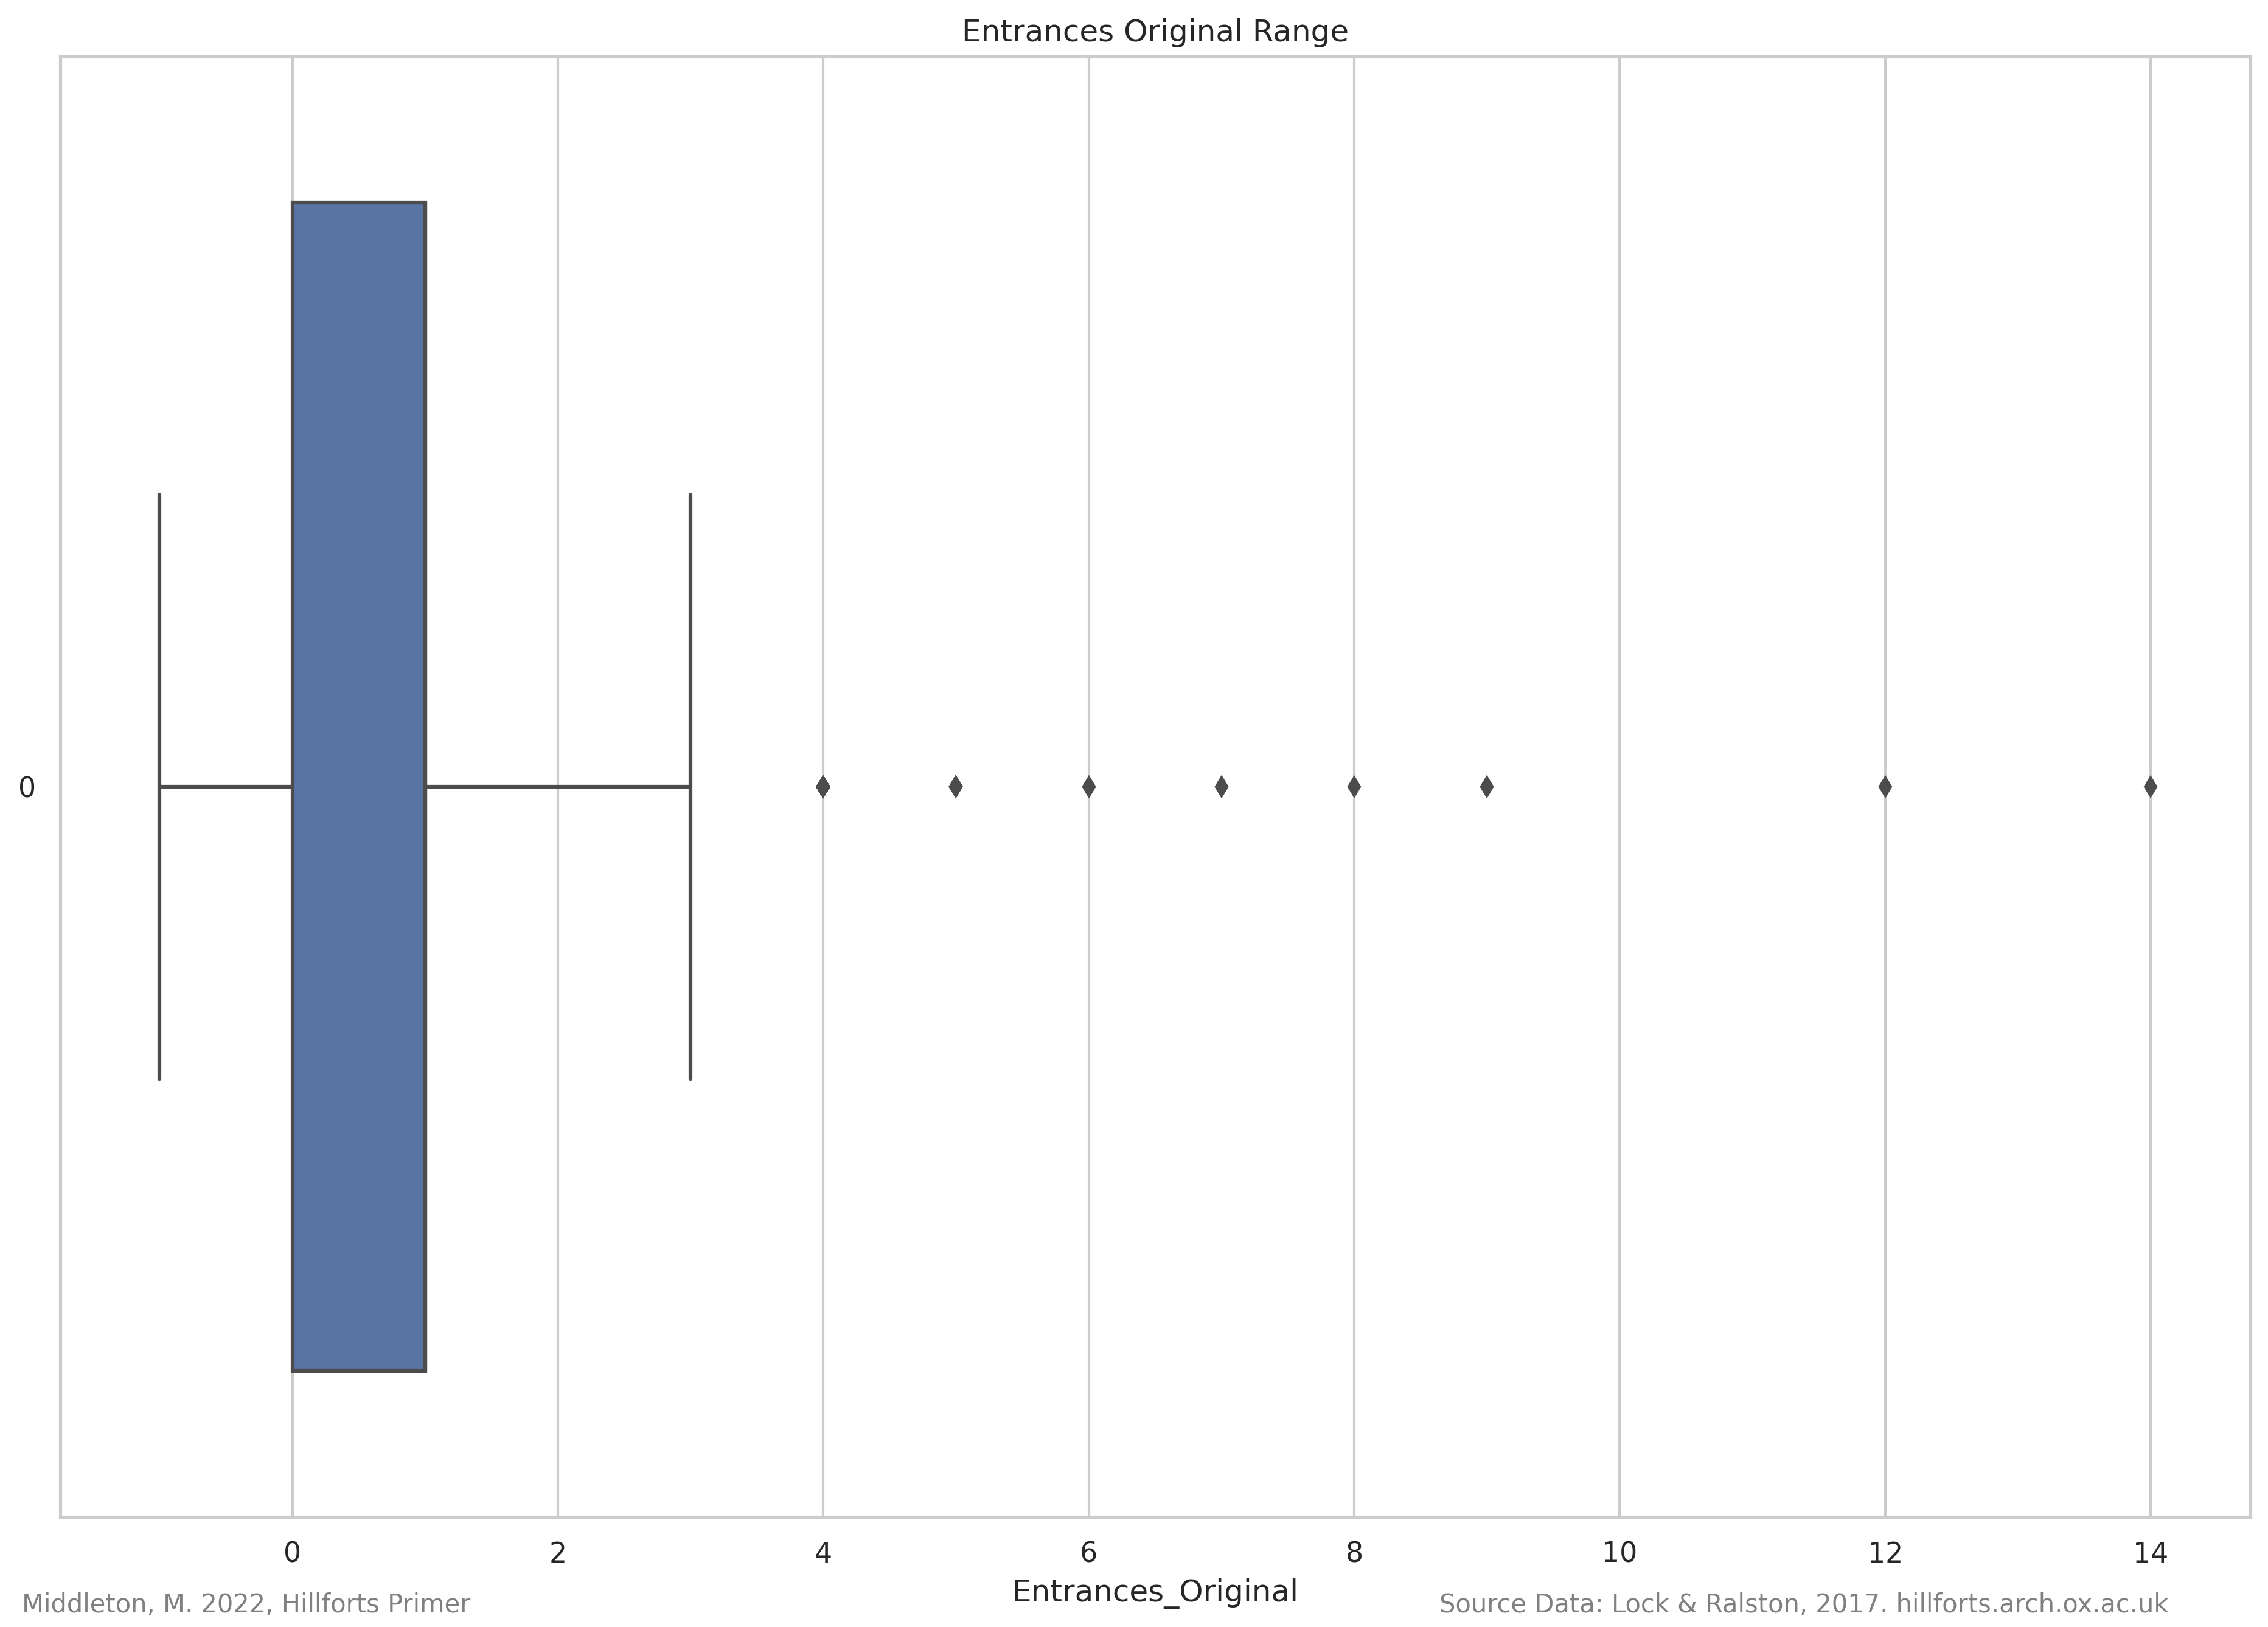 Entrances Original Range
0
0 2 4 6 8 10 12 14
Entrances_Original
Middleton, M. 2022, Hillforts Primer
Source Data: Lock & Ralston, 2017. hillforts.arch.ox.ac.uk